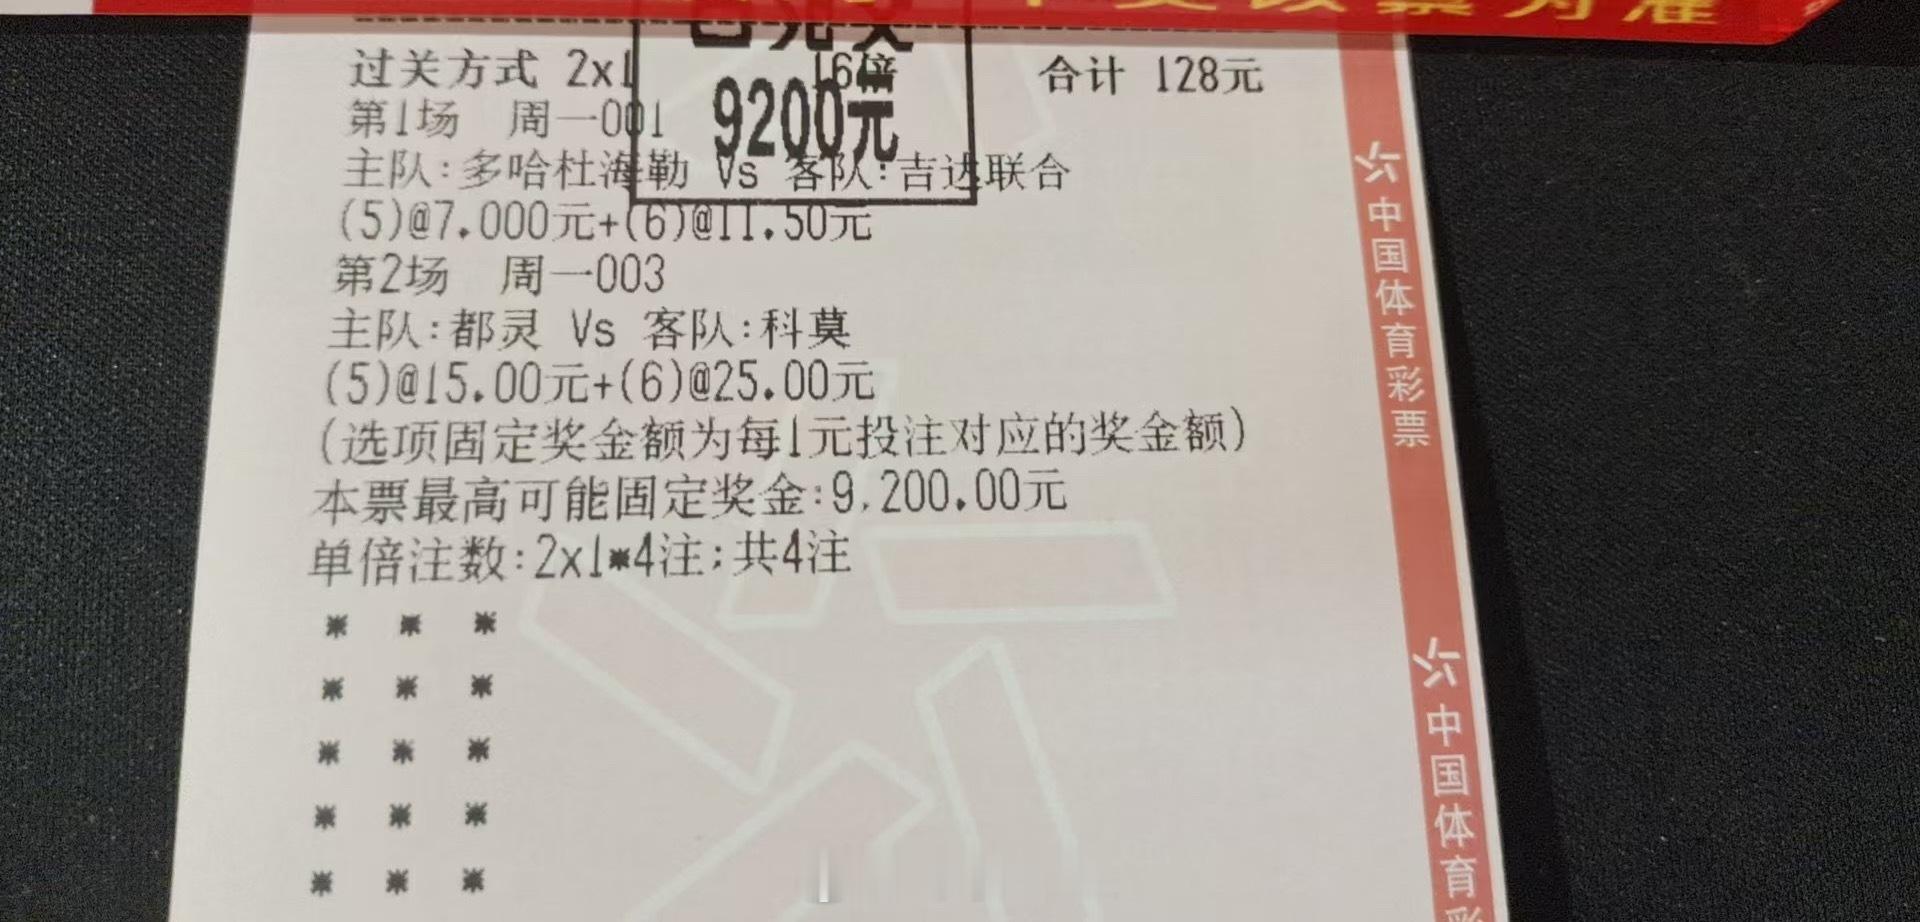 票为准
已兑奖
过关方式 2x1 16倍 合计 128元
9200元
第1场 周一001
主队:多哈杜海勒 Vs 客队:吉达联合
(5)@7.000元+(6)@11.50元
第2场 周一003
主队:都灵 Vs 客队:科莫
(5)@15.00元+(6)@25.00元
(选项固定奖金额为每1元投注对应的奖金额)
本票最高可能固定奖金:9,200.00元
单倍注数:2x1*4注;共4注
* * *
* * *
* * *
* * *
* * *
中国体育彩票
中国体育彩